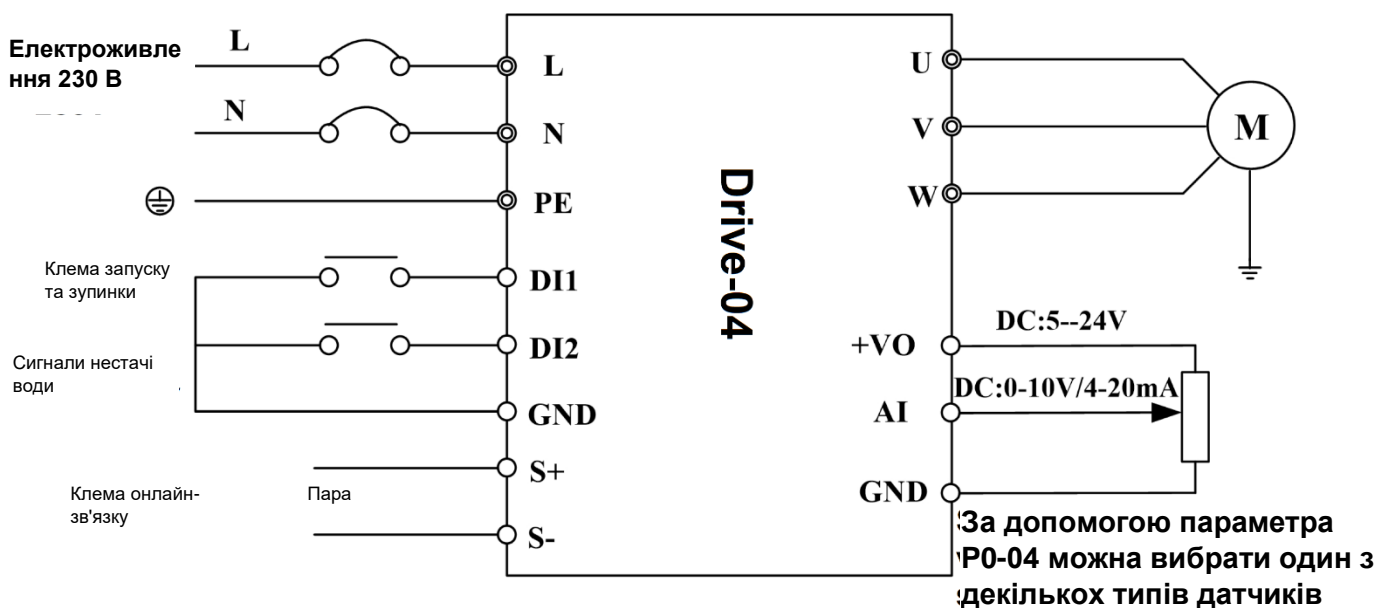 Електроживле
ння 230 В
L
N
Клема запуску
та зупинки
Сигнали нестачі
води
Клема онлайн-
зв'язку
Пара
L
N
PE
DI1
DI2
GND
S+
S-
Drive-04
U
V
W
M
+VO
AI
GND
DC:5--24V
DC:0-10V/4-20mA
За допомогою параметра
P0-04 можна вибрати один з
декількох типів датчиків